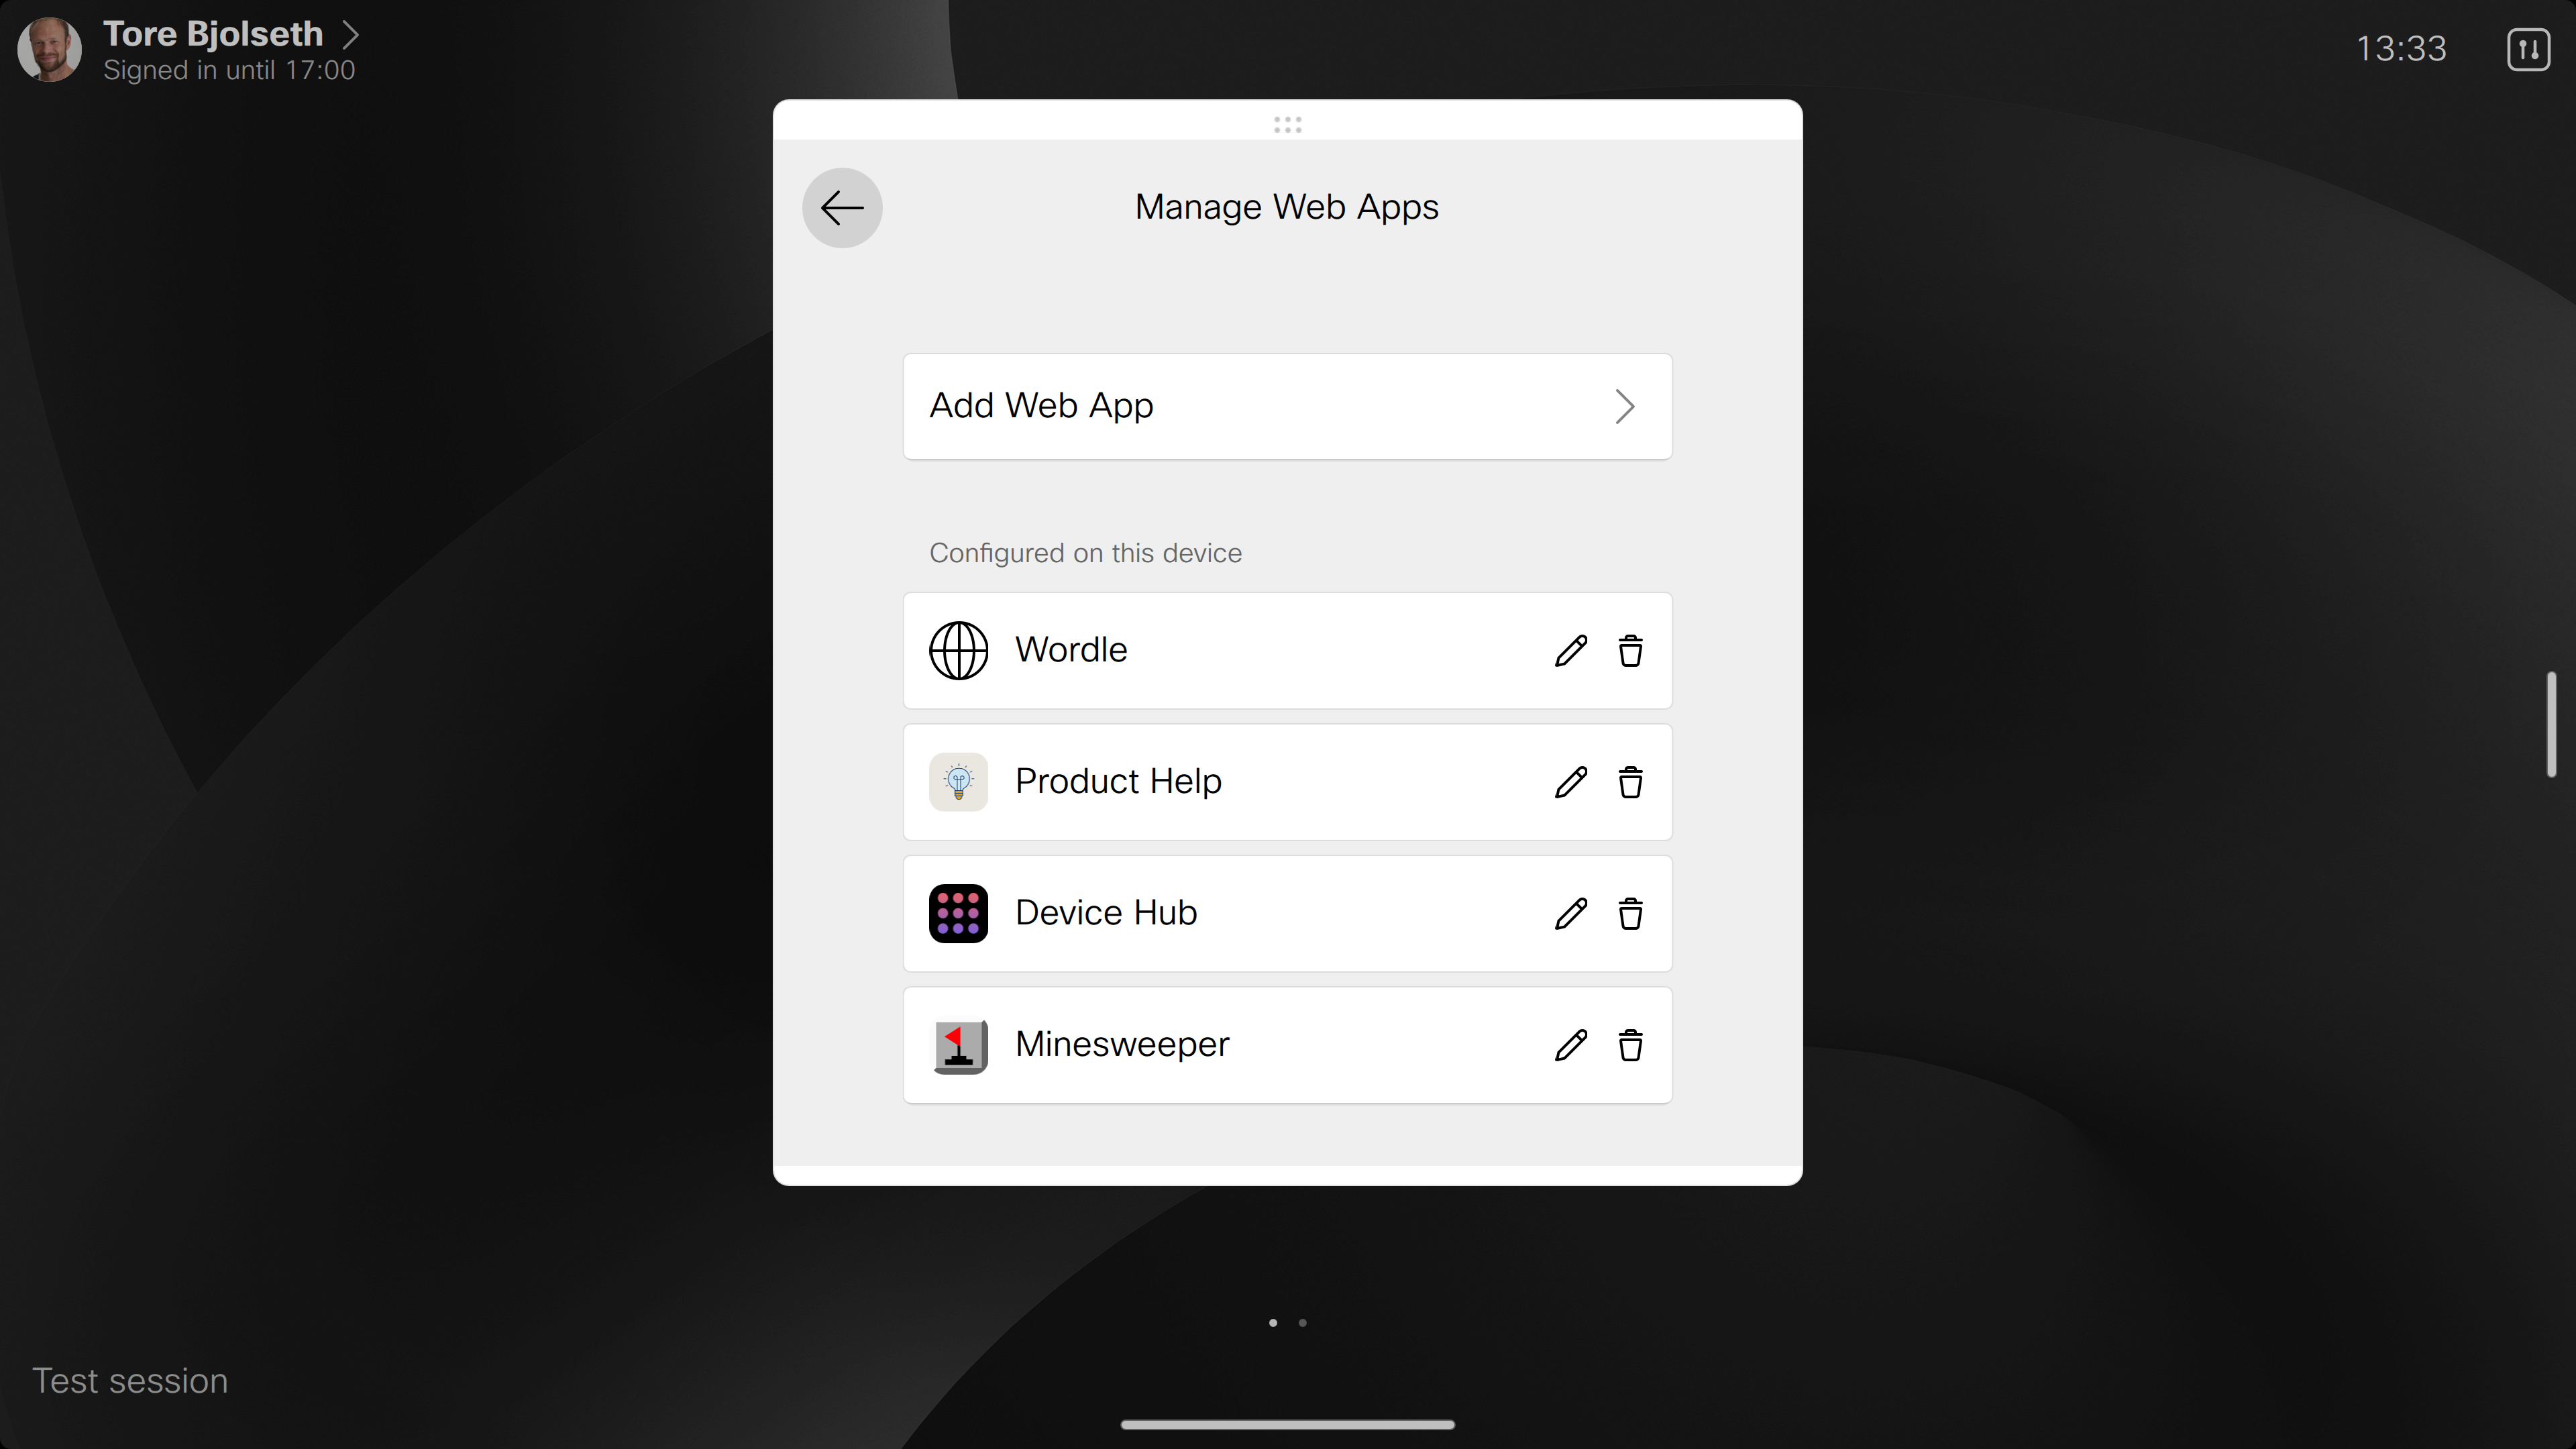 Tore Bjolseth
Signed in until 17:00
13:33
Manage Web Apps
Add Web App
Configured on this device
Wordle
Product Help
Device Hub
Minesweeper
Test session